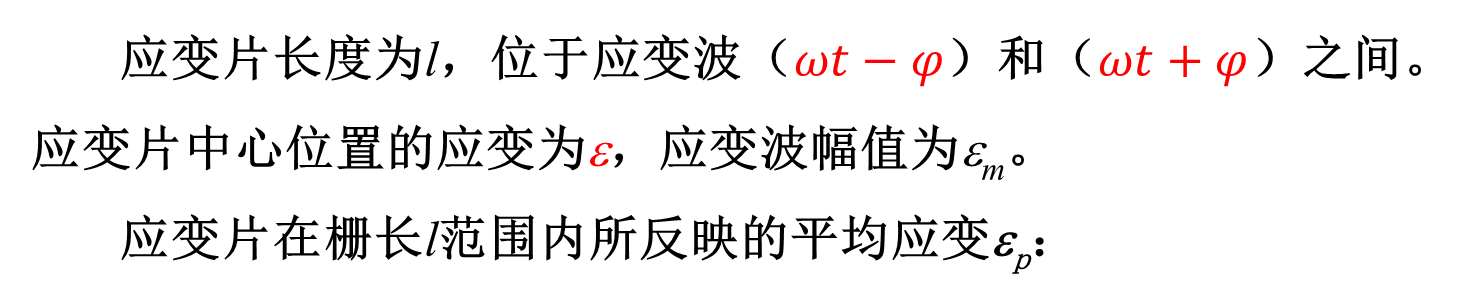 应变片长度为l，位于应变波（ωt − φ）和（ωt + φ）之间。
应变片中心位置的应变为ε，应变波幅值为εₘ。
应变片在栅长l范围内所反映的平均应变εₚ：